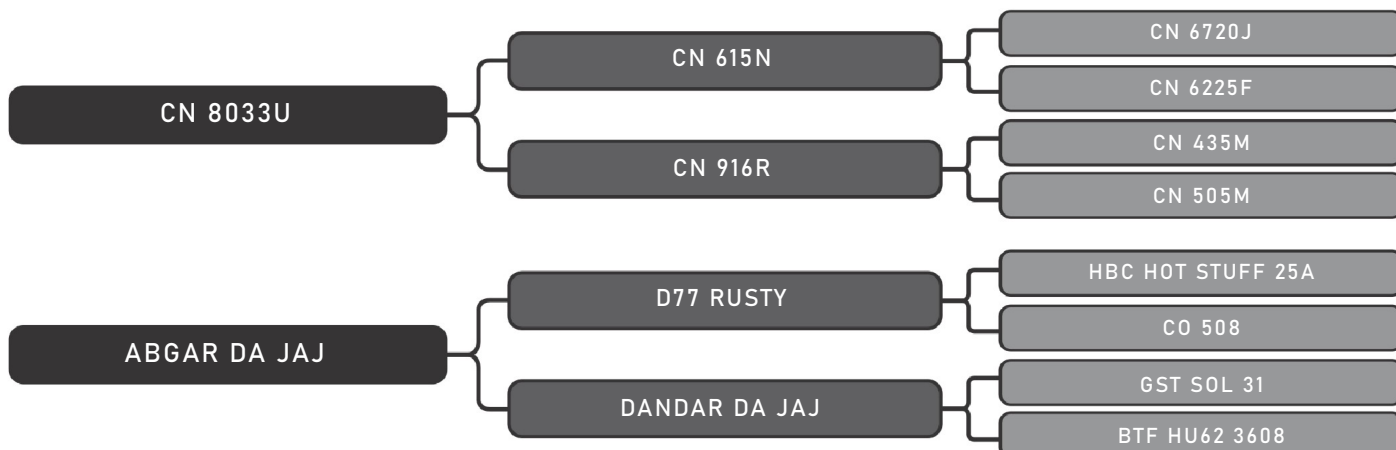 CN 8033U
CN 615N
CN 916R
CN 6720J
CN 6225F
CN 435M
CN 505M
ABGAR DA JAJ
D77 RUSTY
DANDAR DA JAJ
HBC HOT STUFF 25A
CO 508
GST SOL 31
BTF HU62 3608